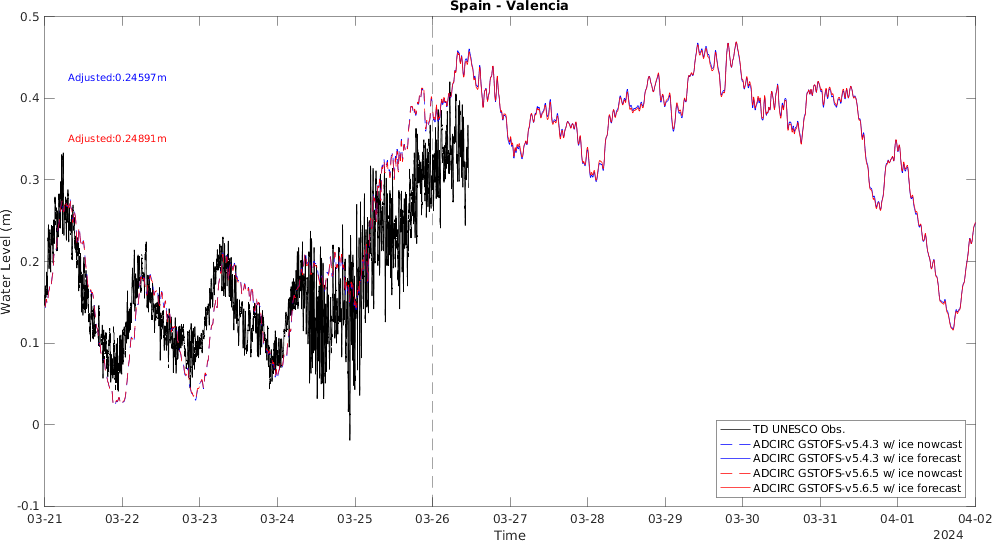 Spain - Valencia
0.5
Adjusted:0.24597m
0.4
Adjusted:0.24891m
0.3
Water Level (m)
0.2
0.1
0
-0.1
TD UNESCO Obs.
ADCIRC GSTOFS-v5.4.3 w/ ice nowcast
ADCIRC GSTOFS-v5.4.3 w/ ice forecast
ADCIRC GSTOFS-v5.6.5 w/ ice nowcast
ADCIRC GSTOFS-v5.6.5 w/ ice forecast
03-21 03-22 03-23 03-24 03-25 03-26 03-27 03-28 03-29 03-30 03-31 04-01 04-02
Time
2024